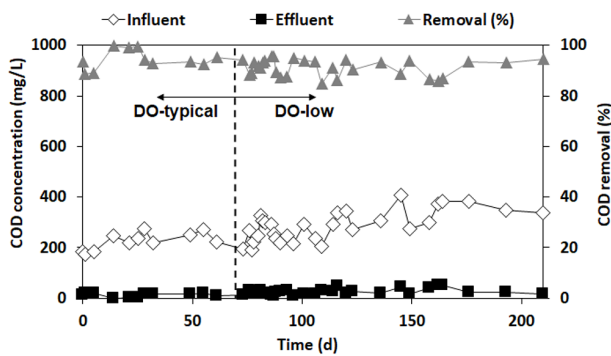 Influent Effluent Removal (%)
1000 100
800 80
DO-typical DO-low
600 60
400 40
200 20
0 0
0 50 100 150 200
Time (d)
COD concentration (mg/L)
COD removal (%)